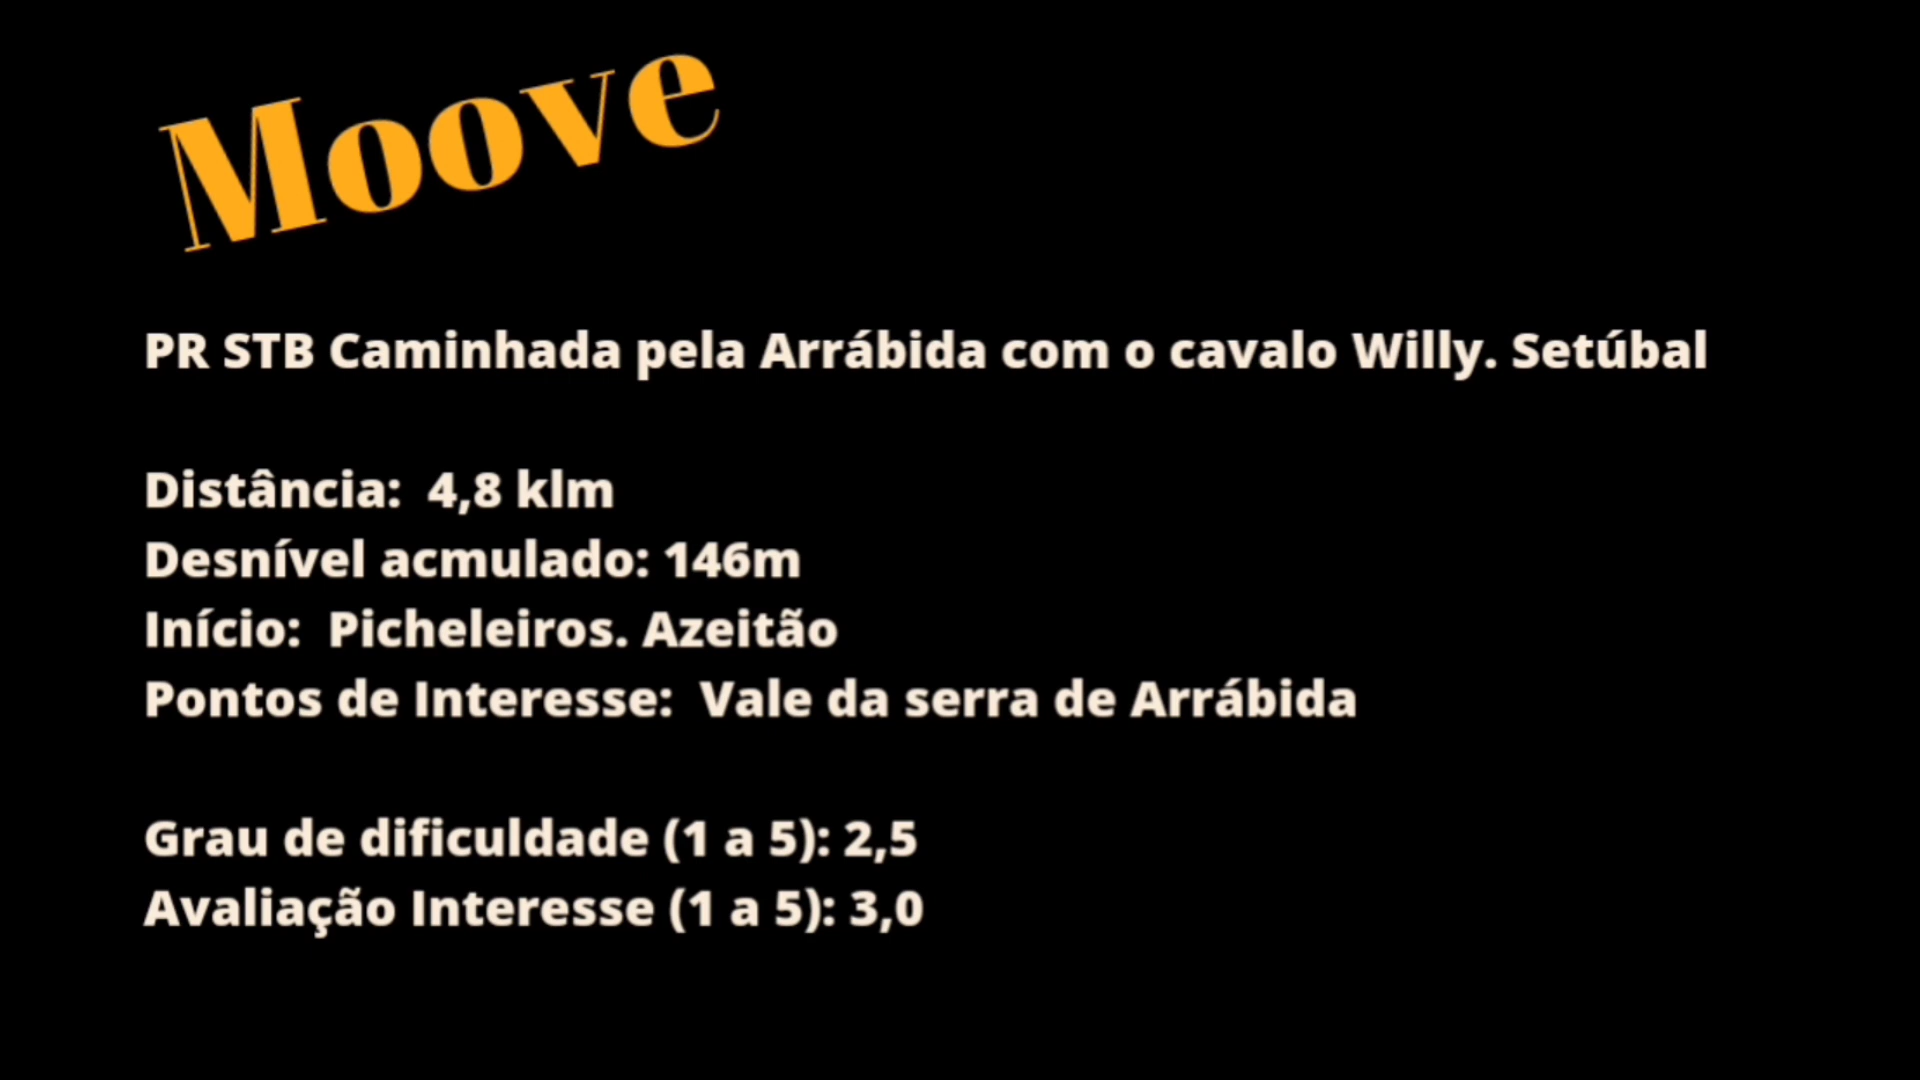 Moove
PR STB Caminhada pela Arrábida com o cavalo Willy. Setúbal
Distância: 4,8 klm
Desnível acmulado: 146m
Início: Picheleiros. Azeitão
Pontos de Interesse: Vale da serra de Arrábida
Grau de dificuldade (1 a 5): 2,5
Avaliação Interesse (1 a 5): 3,0